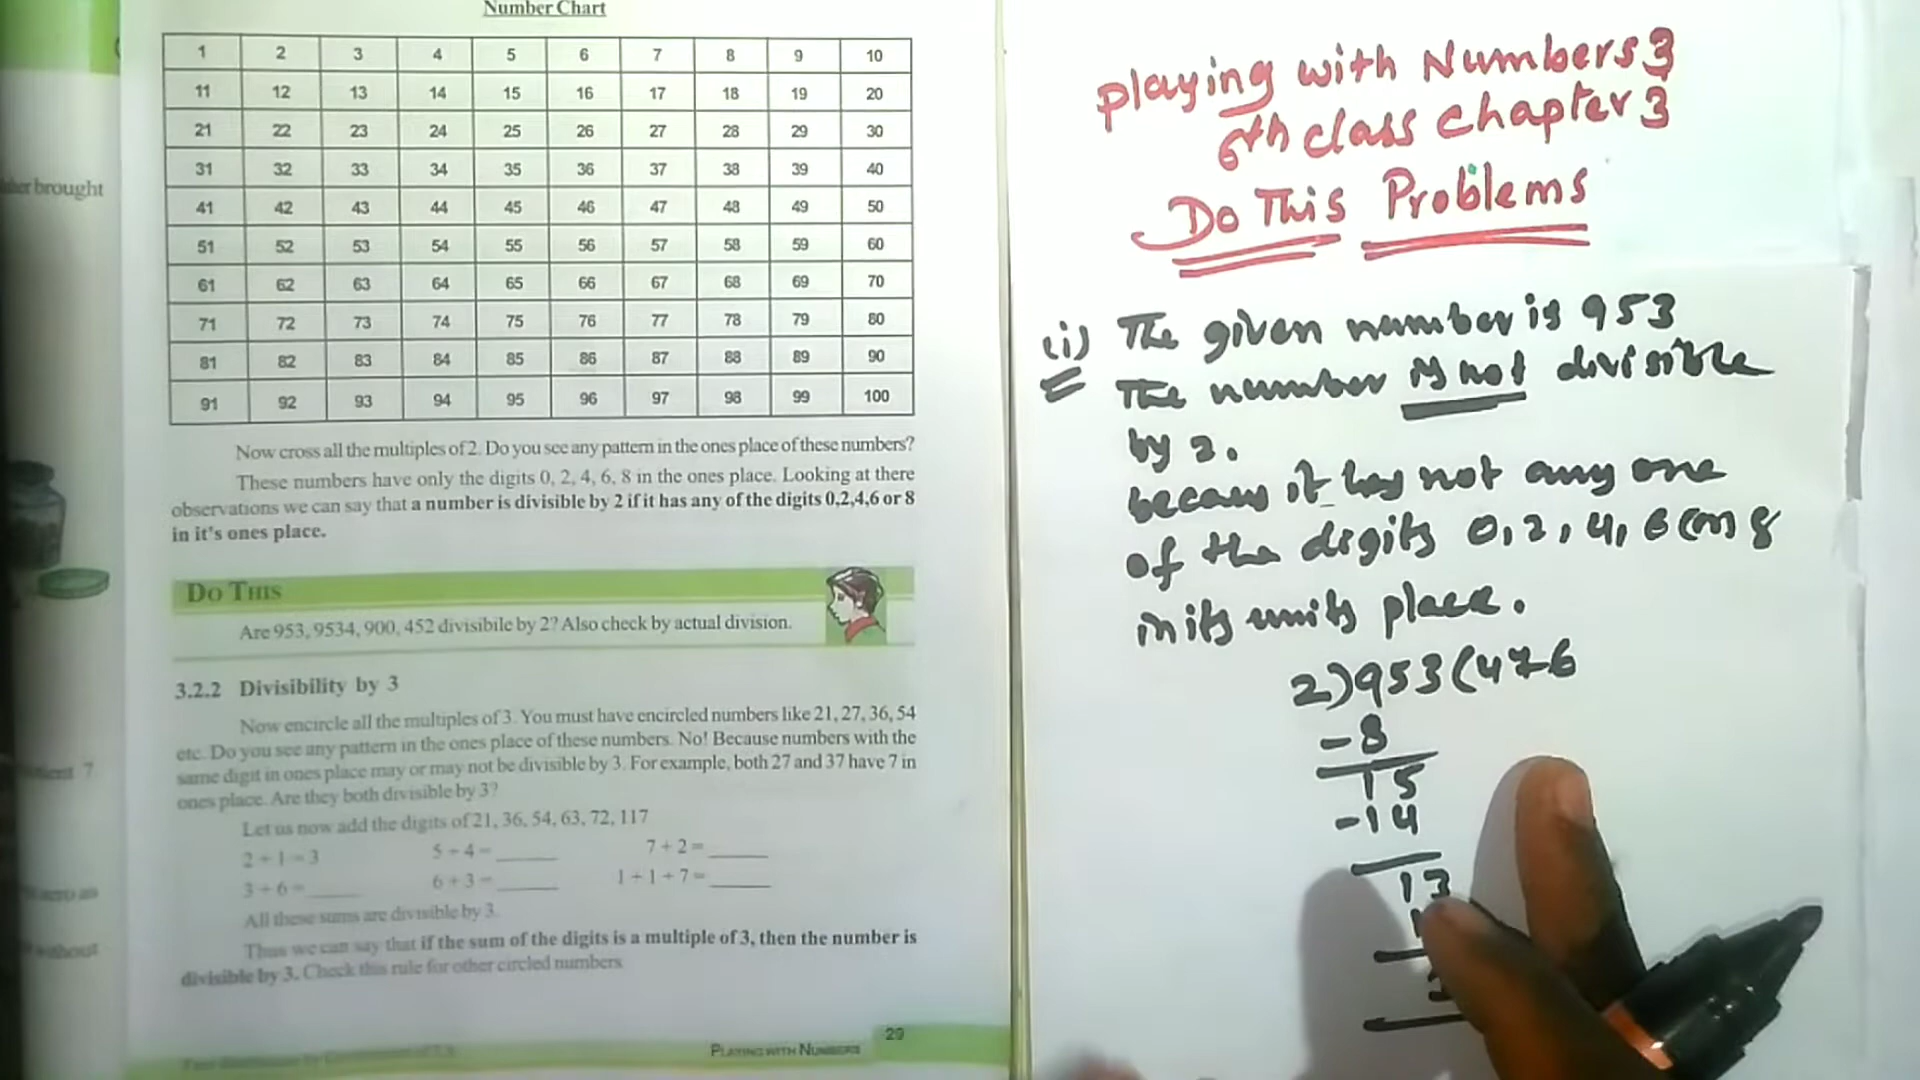 Number Chart
1 2 3 4 5 6 7 8 9 10
11 12 13 14 15 16 17 18 19 20
21 22 23 24 25 26 27 28 29 30
31 32 33 34 35 36 37 38 39 40
41 42 43 44 45 46 47 48 49 50
51 52 53 54 55 56 57 58 59 60
61 62 63 64 65 66 67 68 69 70
71 72 73 74 75 76 77 78 79 80
81 82 83 84 85 86 87 88 89 90
91 92 93 94 95 96 97 98 99 100
Now cross all the multiples of 2. Do you see any pattern in the ones place of these numbers?
These numbers have only the digits 0, 2, 4, 6, 8 in the ones place. Looking at there
observations we can say that a number is divisible by 2 if it has any of the digits 0,2,4,6 or 8
in it's ones place.
DO THIS
Are 953, 9534, 900, 452 divisibile by 2? Also check by actual division.
3.2.2 Divisibility by 3
Now encircle all the multiples of 3. You must have encircled numbers like 21, 27, 36, 54
etc. Do you see any pattern in the ones place of these numbers. No! Because numbers with the
same digit in ones place may or may not be divisible by 3. For example, both 27 and 37 have 7 in
ones place. Are they both divisible by 3?
Let us now add the digits of 21, 36, 54, 63, 72, 117
2 + 1 = 3 5 + 4 = ______ 7 + 2 = ______
3 + 6 = ______ 6 + 3 = ______ 1 + 1 + 7 = ______
All these sums are divisible by 3.
Thus we can say that if the sum of the digits is a multiple of 3, then the number is
divisible by 3. Check this rule for other circled numbers
29
PLAYING WITH NUMBERS
brought
7
without
Playing with Numbers 3
6th class chapter 3
Do This Problems
(i) The given number is 953
The number is not divisible
by 2.
because it has not any one
of the digits 0, 2, 4, 6 (or) 8
in its units place.
2)953(476
-8
15
-14
13